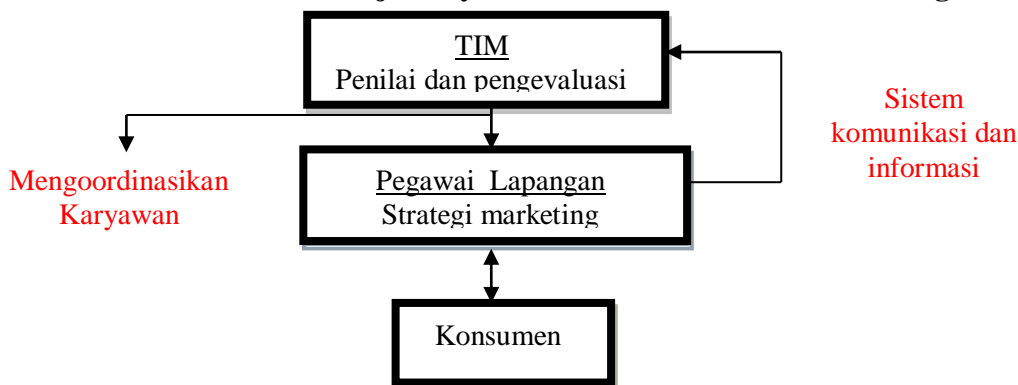 TIM
Penilai dan pengevaluasi
Sistem
komunikasi dan
informasi
Mengoordinasikan
Karyawan
Pegawai Lapangan
Strategi marketing
Konsumen